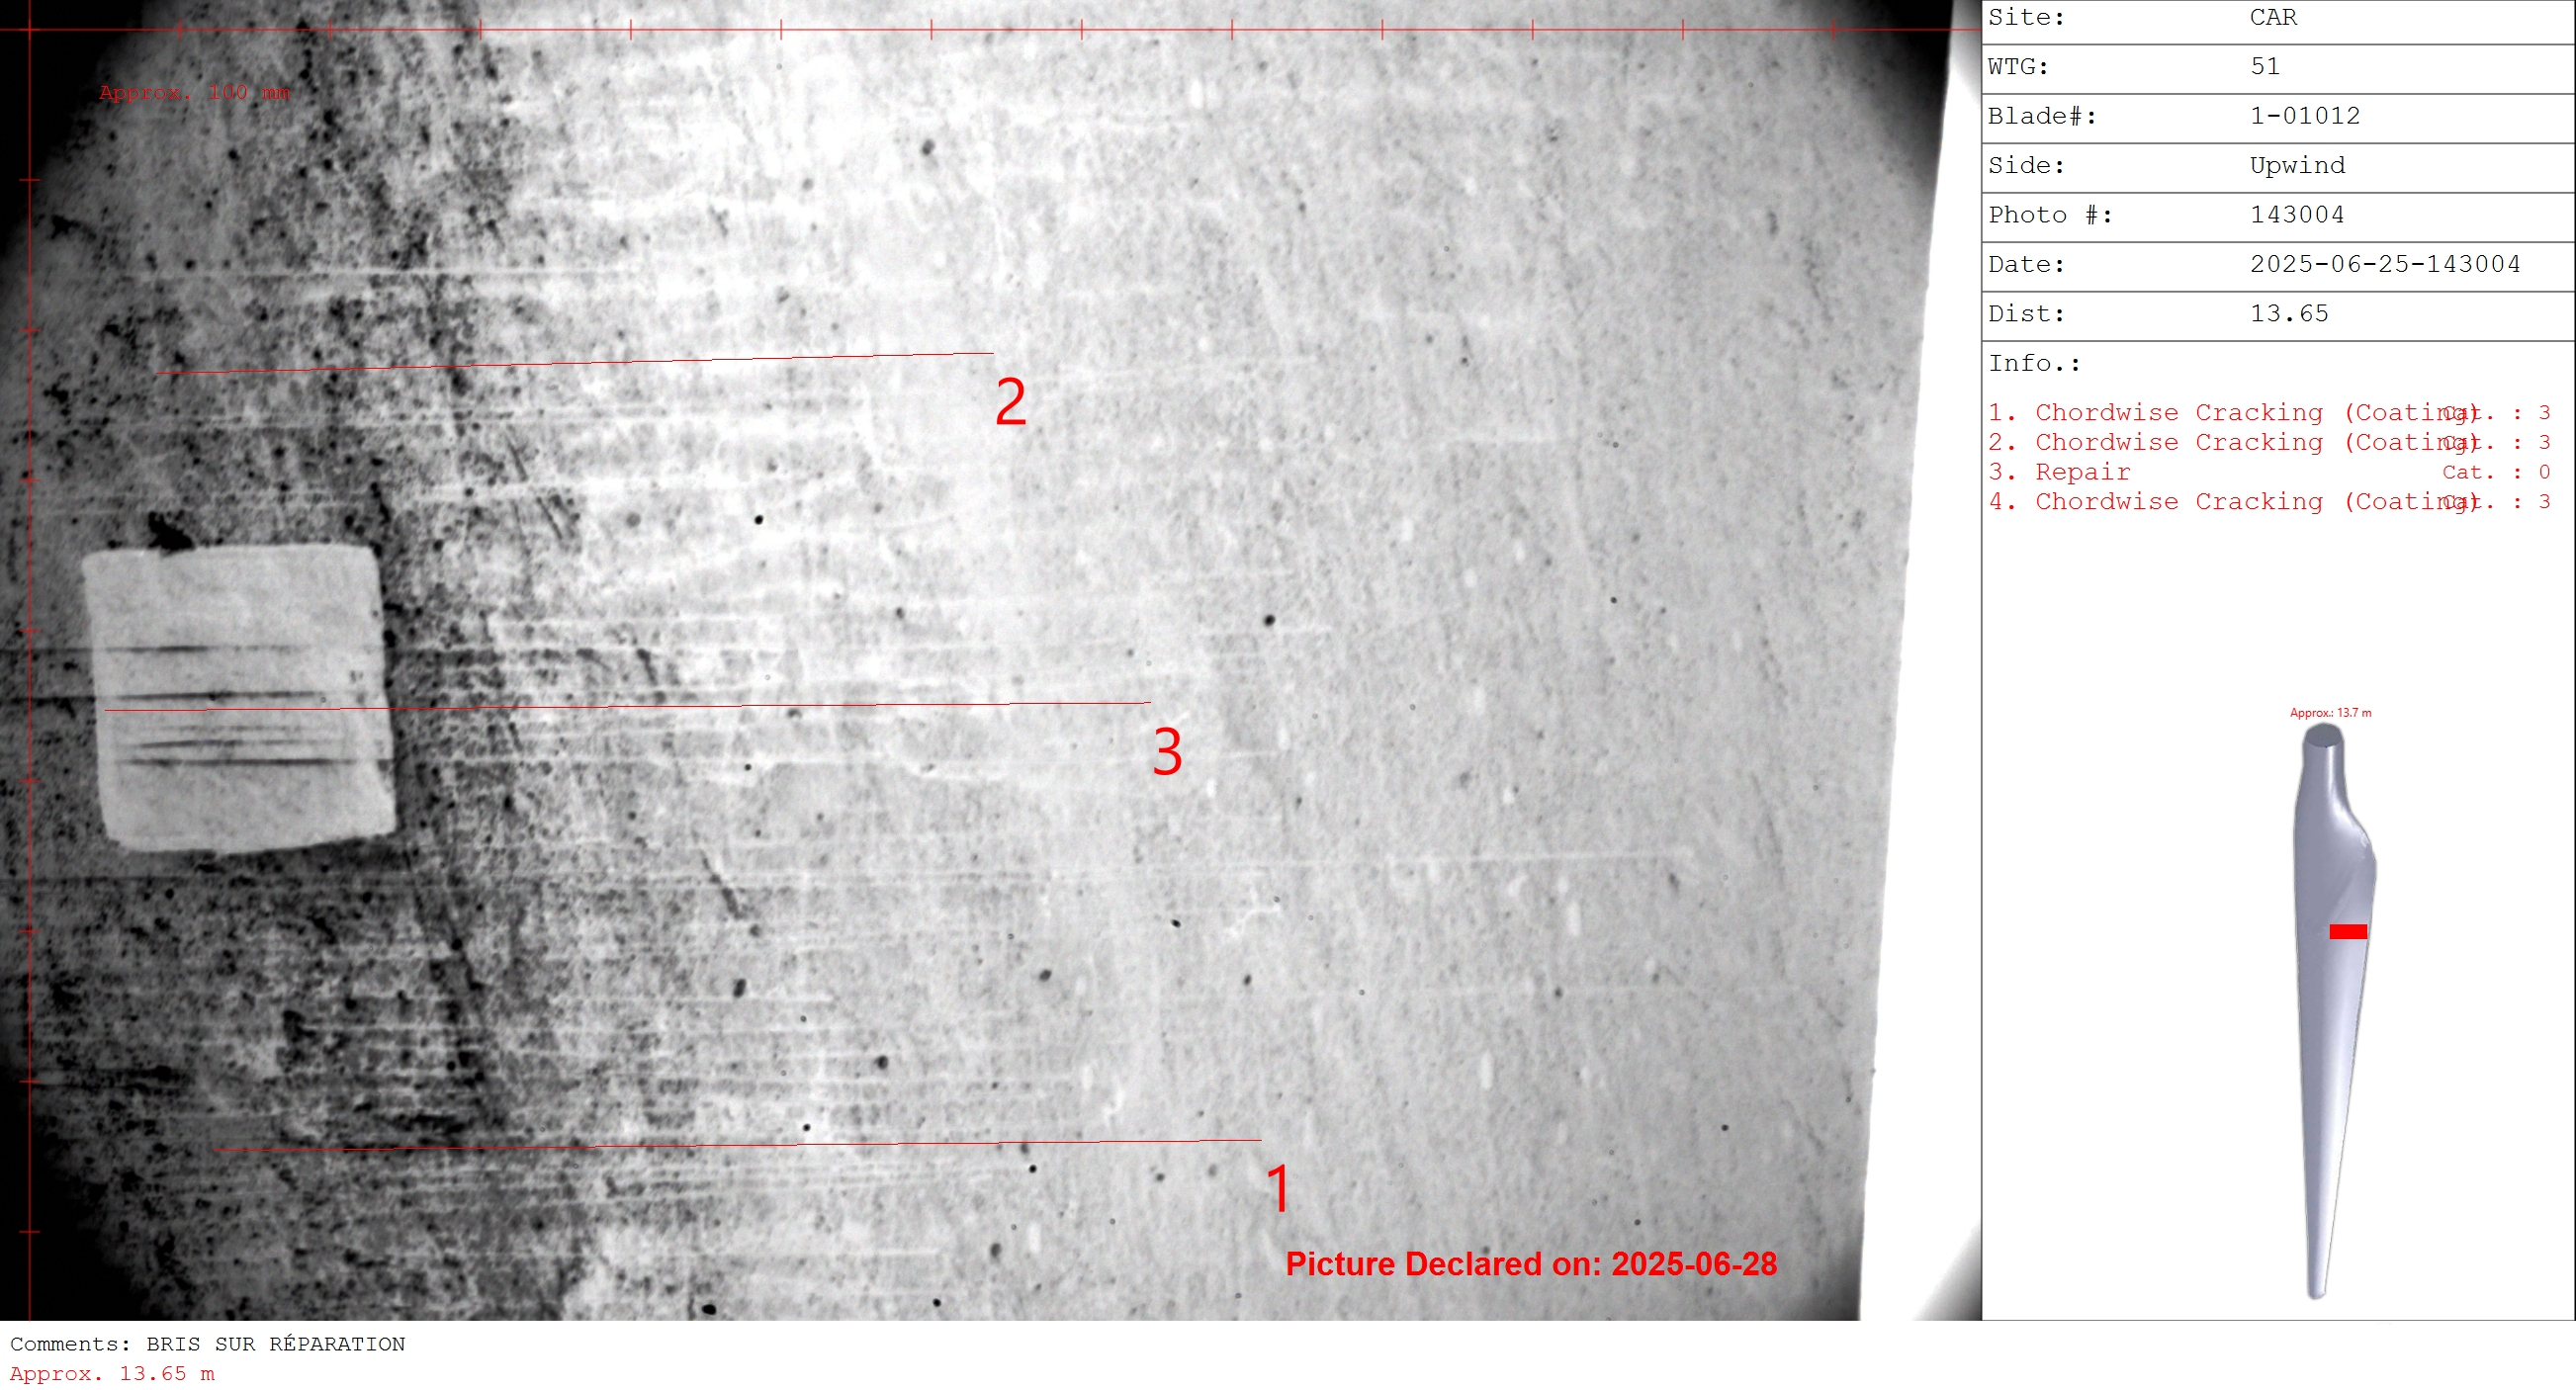 Approx. 100 mm
2
3
1
Picture Declared on: 2025-06-28
Site: CAR
WTG: 51
Blade#: 1-01012
Side: Upwind
Photo #: 143004
Date: 2025-06-25-143004
Dist: 13.65
Info.:
1. Chordwise Cracking (Coating) Cat. : 3
2. Chordwise Cracking (Coating) Cat. : 3
3. Repair Cat. : 0
4. Chordwise Cracking (Coating) Cat. : 3
Approx.: 13.7 m
Comments: BRIS SUR RÉPARATION
Approx. 13.65 m